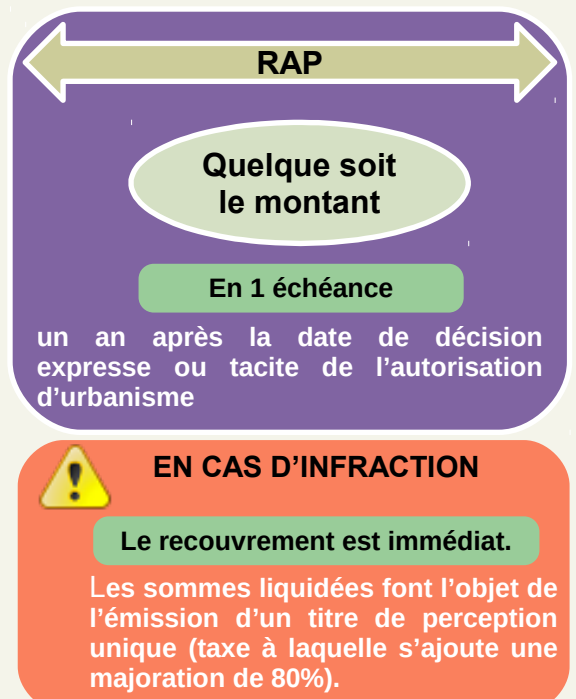 RAP
Quelque soit
le montant
En 1 échéance
un an après la date de décision
expresse ou tacite de l'autorisation
d'urbanisme
EN CAS D'INFRACTION
Le recouvrement est immédiat.
Les sommes liquidées font l'objet de
l'émission d'un titre de perception
unique (taxe à laquelle s'ajoute une
majoration de 80%).